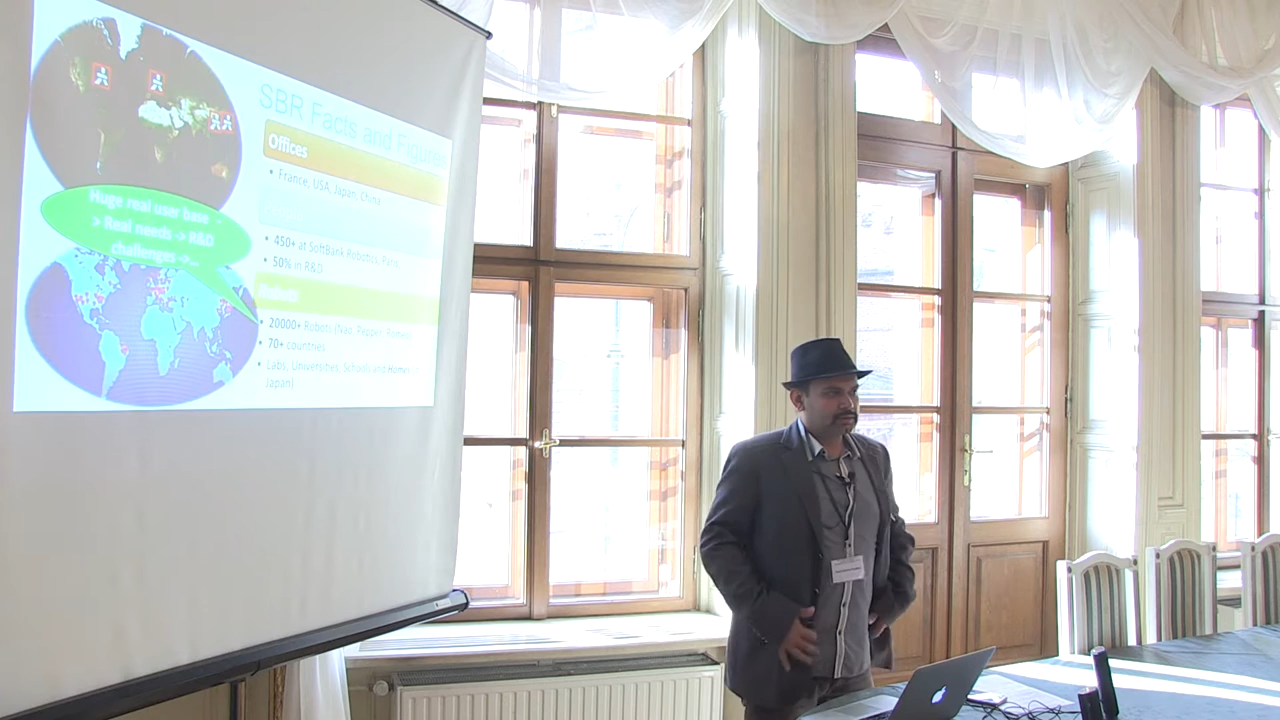 SBR Facts and Figures
Offices
• France, USA, Japan, China
• 450+ at SoftBank Robotics, Paris
• 50% in R&D
Robots
• 20000+ Robots (Nao, Pepper, Romeo)
• 70+ countries
• Labs, Universities, Schools and Homes
Japan)
Huge real user base
> Real needs -> R&D
challenges ->..